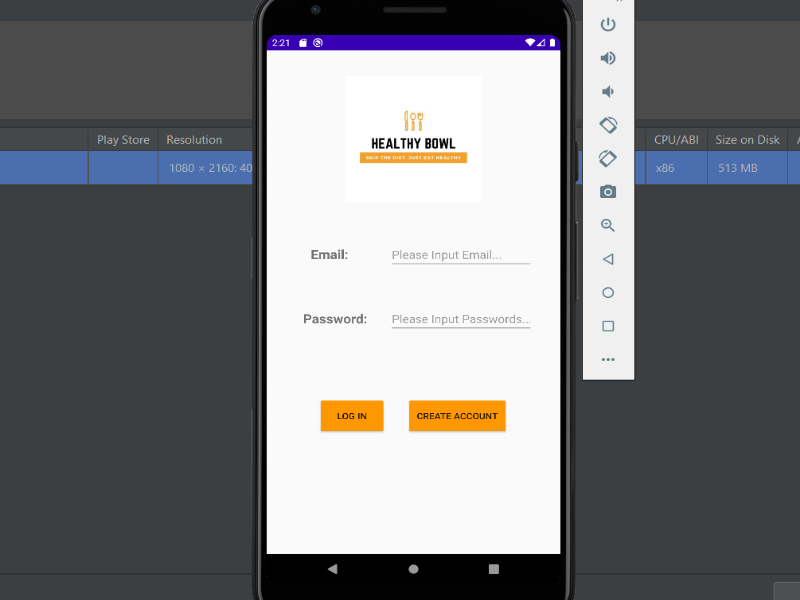 2:21
HEALTHY BOWL
SKIP THE DIET, JUST EAT HEALTHY
Email: Please Input Email...
Password: Please Input Passwords...
LOG IN CREATE ACCOUNT
Play Store Resolution CPU/ABI Size on Disk
1080 × 2160: 40 x86 513 MB